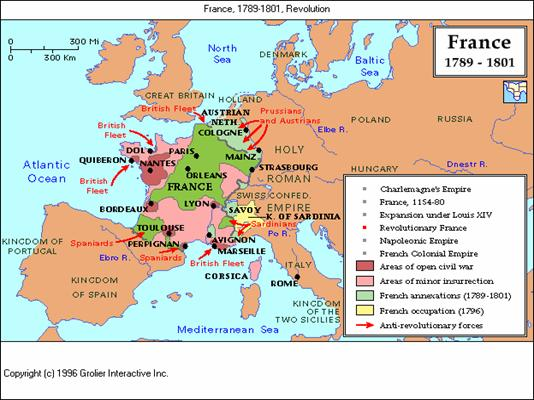 France, 1789-1801, Revolution
0 300 Mi
0 300 Km
France
1789 - 1801
North
Sea
DENMARK
Baltic
Sea
GREAT BRITAIN
HOLLAND
British Fleet
AUSTRIAN
NETH
Prussians
and Austrians
COLOGNE
POLAND
RUSSIA
Elbe R.
British
Fleet
DOL
PARIS
MAINZ
HOLY
QUIBERON
NANTES
STRASBOURG
Dnestr R.
Atlantic
Ocean
ORLEANS
ROMAN
HUNGARY
British
Fleet
FRANCE
SWISS CONFED.
LYON
EMPIRE
BORDEAUX
SAVOY
K. OF SARDINIA
TOULOUSE
Sardinians
Po R.
Spaniards
PERPIGNAN
AVIGNON
KINGDOM OF
PORTUGAL
Ebro R.
Spaniards
MARSEILLE
British Fleet
ITALY
CORSICA
ROME
KINGDOM
OF SPAIN
KINGDOM
OF THE
TWO SICILIES
Mediterranean Sea
Charlemagne's Empire
France, 1154-80
Expansion under Louis XIV
Revolutionary France
Napoleonic Empire
French Colonial Empire
Areas of open civil war
Areas of minor insurrection
French annerations (1789-1801)
French occupation (1796)
Anti-revolutionary forces
Copyright (c) 1996 Grolier Interactive Inc.